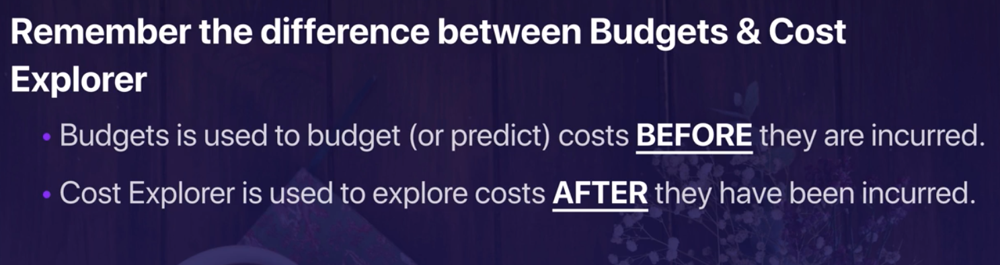 Remember the difference between Budgets & Cost
Explorer
• Budgets is used to budget (or predict) costs BEFORE they are incurred.
• Cost Explorer is used to explore costs AFTER they have been incurred.